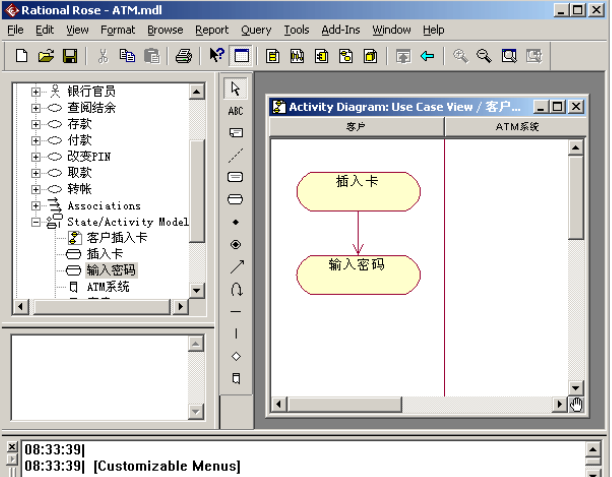 Rational Rose - ATM.mdl
File Edit View Format Browse Report Query Tools Add-Ins Window Help
银行官员
查阅结余
存款
付款
改变PIN
取款
转帐
Associations
State/Activity Model
客户插入卡
插入卡
输入密码
ATM系统
ABC
Activity Diagram: Use Case View / 客户...
客户 ATM系统
插入卡
输入密码
08:33:39|
08:33:39| [Customizable Menus]